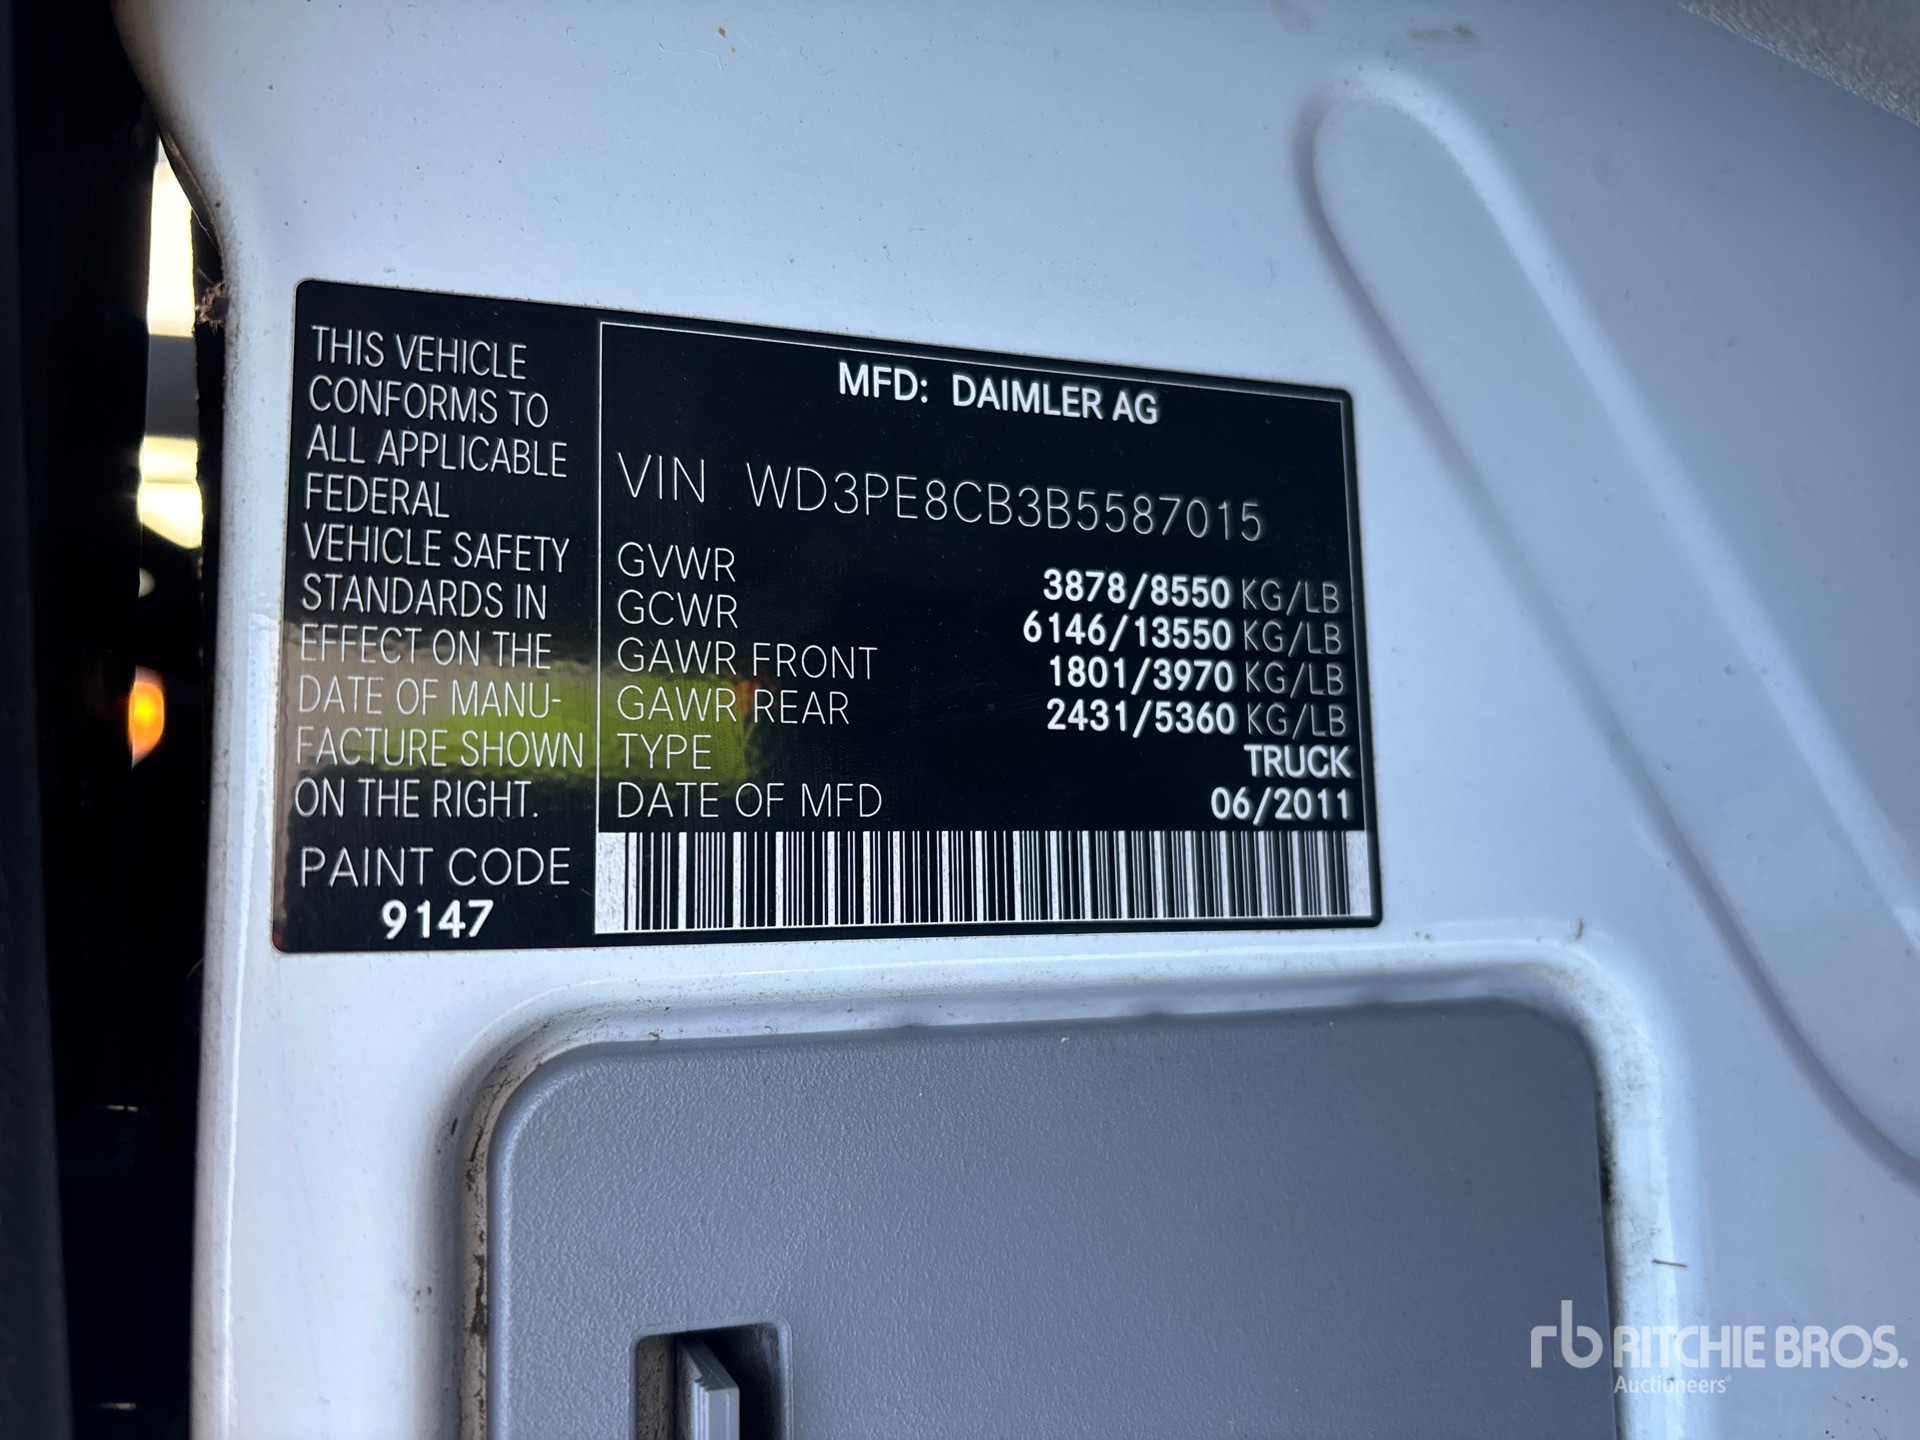 THIS VEHICLE
CONFORMS TO
ALL APPLICABLE
FEDERAL
VEHICLE SAFETY
STANDARDS IN
EFFECT ON THE
DATE OF MANU-
FACTURE SHOWN
ON THE RIGHT.
PAINT CODE
9147
MFD: DAIMLER AG
VIN WD3PE8CB3B5587015
GVWR 3878/8550 KG/LB
GCWR 6146/13550 KG/LB
GAWR FRONT 1801/3970 KG/LB
GAWR REAR 2431/5360 KG/LB
TYPE TRUCK
DATE OF MFD 06/2011
rb RITCHIE BROS.
Auctioneers